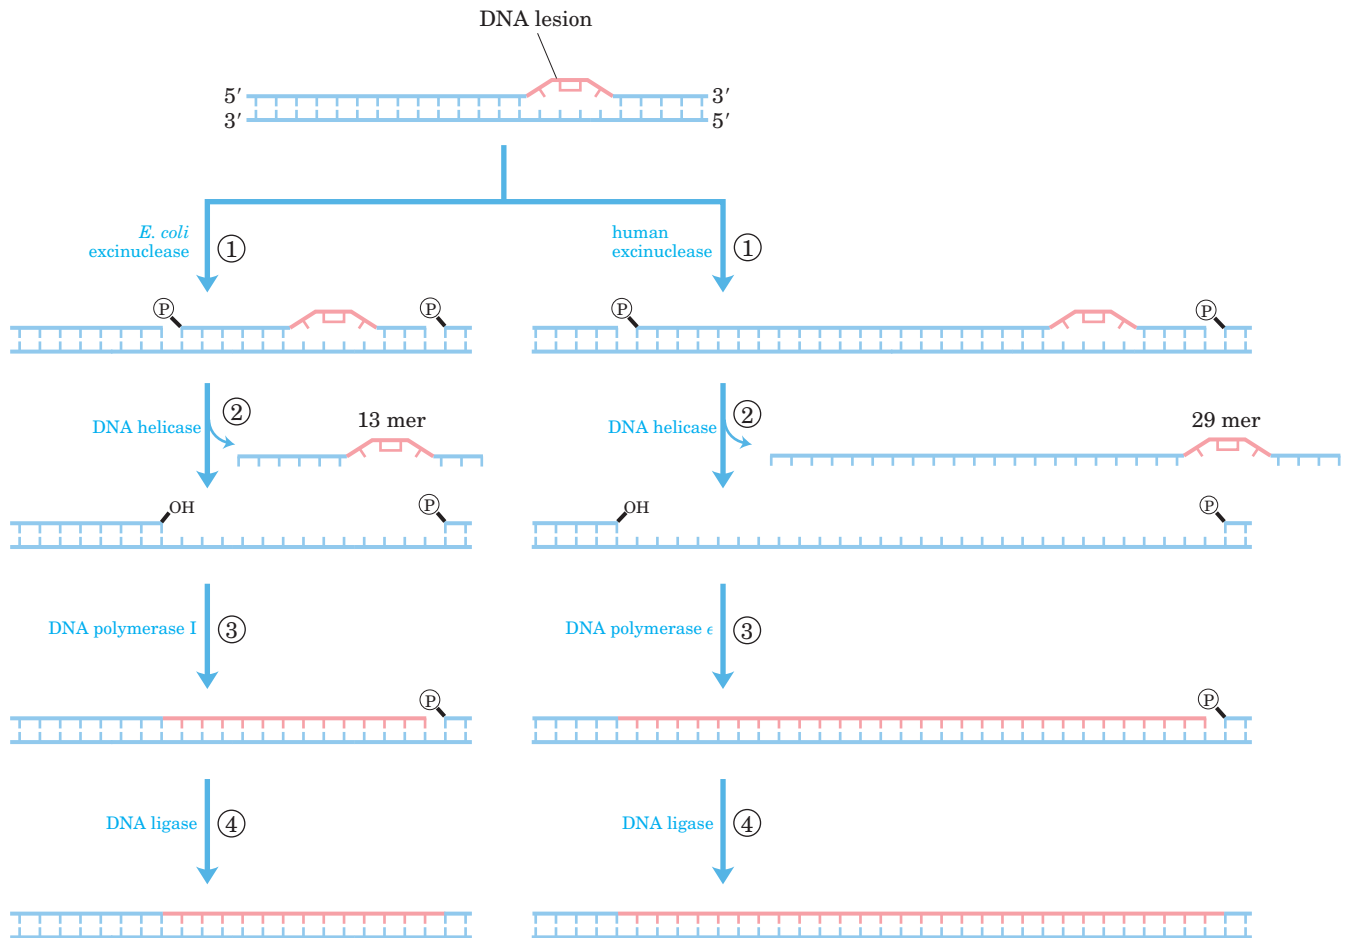 DNA lesion
5′ 3′
3′ 5′
E. coli
excinuclease
1
human
excinuclease
1
P P P P
DNA helicase
2
13 mer
DNA helicase
2
29 mer
OH P OH P
DNA polymerase I
3
DNA polymerase ϵ
3
P P
DNA ligase
4
DNA ligase
4